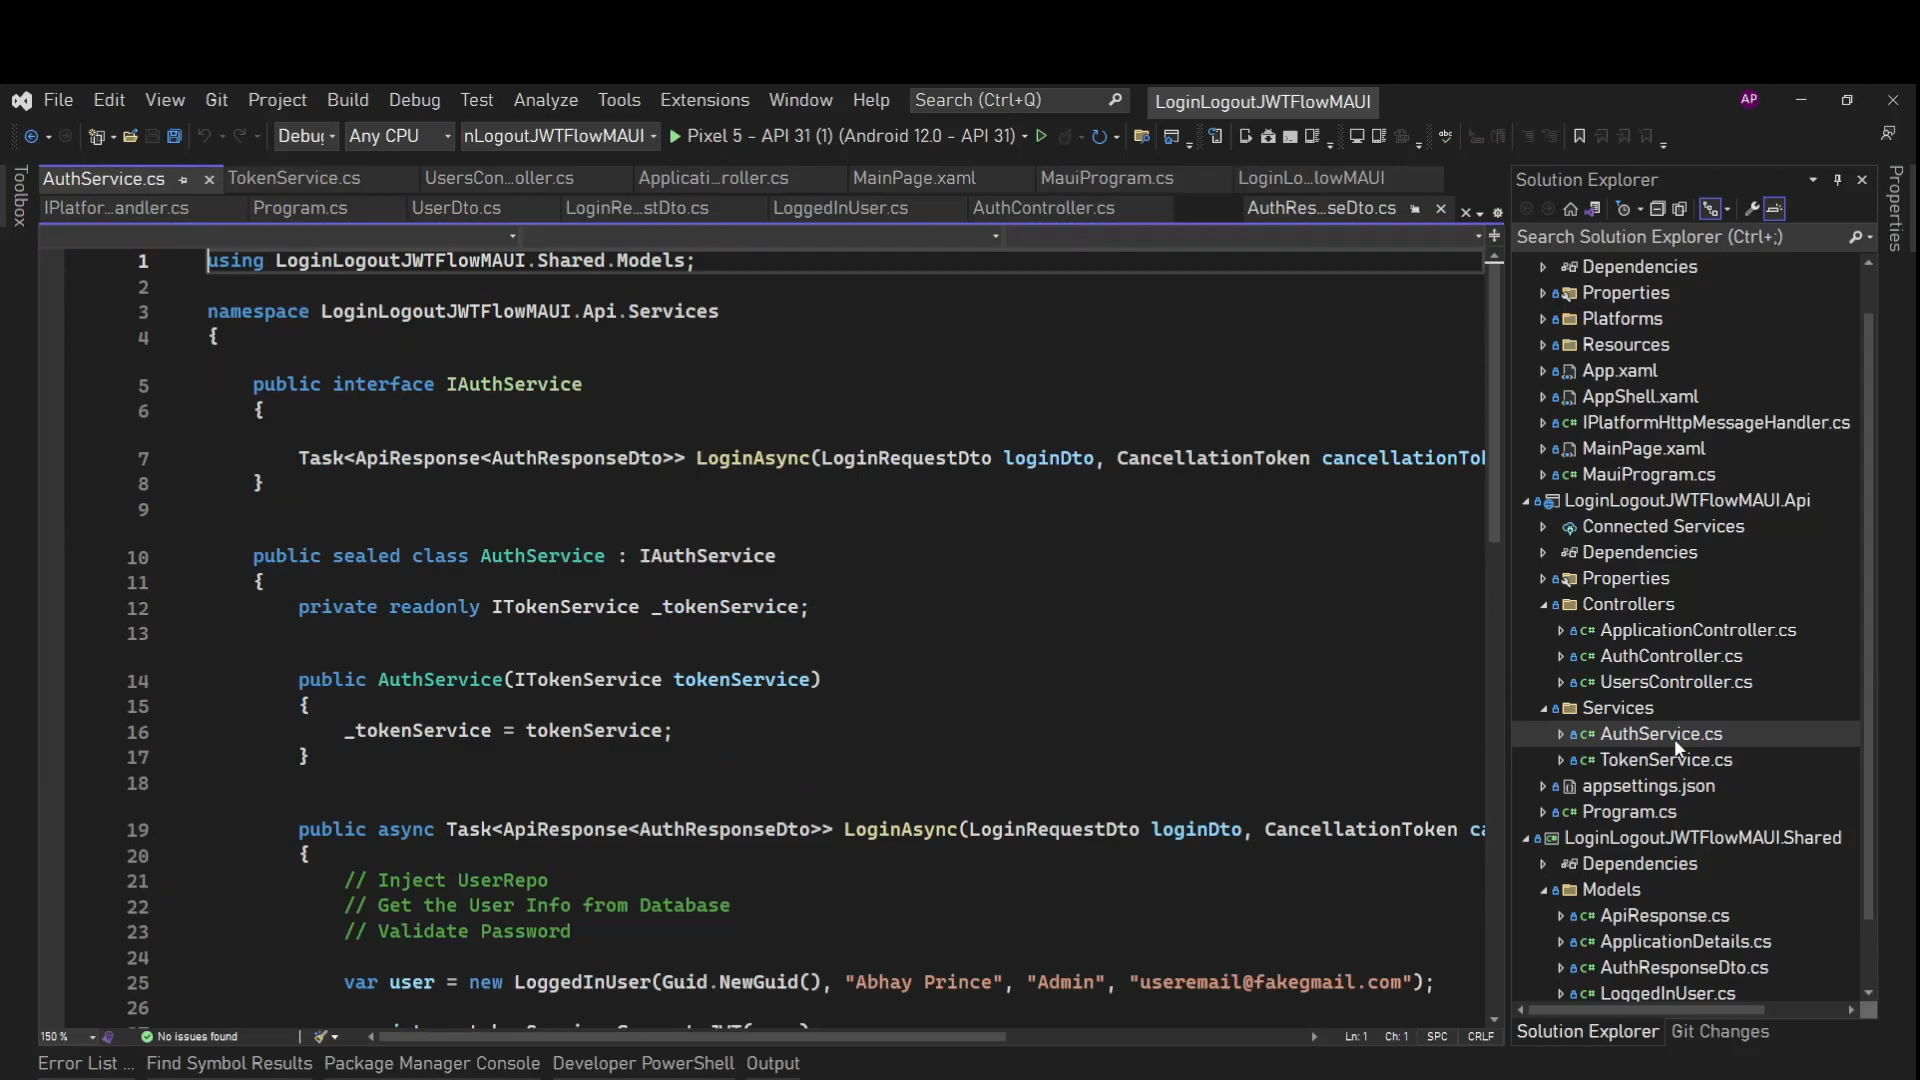 File Edit View Git Project Build Debug Test Analyze Tools Extensions Window Help Search (Ctrl+Q) LoginLogoutJWTFlowMAUI AP
Debug Any CPU nLogoutJWTFlowMAUI Pixel 5 - API 31 (1) (Android 12.0 - API 31)
Toolbox
AuthService.cs TokenService.cs UsersCon...oller.cs Applicati...roller.cs MainPage.xaml MauiProgram.cs LoginLo...lowMAUI
IPlatfor...andler.cs Program.cs UserDto.cs LoginRe...stDto.cs LoggedInUser.cs AuthController.cs AuthRes...seDto.cs
1 using LoginLogoutJWTFlowMAUI.Shared.Models;
2
3 namespace LoginLogoutJWTFlowMAUI.Api.Services
4 {
5 public interface IAuthService
6 {
7 Task<ApiResponse<AuthResponseDto>> LoginAsync(LoginRequestDto loginDto, CancellationToken cancellationTo
8 }
9
10 public sealed class AuthService : IAuthService
11 {
12 private readonly ITokenService _tokenService;
13
14 public AuthService(ITokenService tokenService)
15 {
16 _tokenService = tokenService;
17 }
18
19 public async Task<ApiResponse<AuthResponseDto>> LoginAsync(LoginRequestDto loginDto, CancellationToken ca
20 {
21 // Inject UserRepo
22 // Get the User Info from Database
23 // Validate Password
24
25 var user = new LoggedInUser(Guid.NewGuid(), "Abhay Prince", "Admin", "useremail@fakegmail.com");
26
150 % No issues found Ln: 1 Ch: 1 SPC CRLF
Error List ... Find Symbol Results Package Manager Console Developer PowerShell Output
Solution Explorer
Search Solution Explorer (Ctrl+;)
Dependencies
Properties
Platforms
Resources
App.xaml
AppShell.xaml
IPlatformHttpMessageHandler.cs
MainPage.xaml
MauiProgram.cs
LoginLogoutJWTFlowMAUI.Api
Connected Services
Dependencies
Properties
Controllers
ApplicationController.cs
AuthController.cs
UsersController.cs
Services
AuthService.cs
TokenService.cs
appsettings.json
Program.cs
LoginLogoutJWTFlowMAUI.Shared
Dependencies
Models
ApiResponse.cs
ApplicationDetails.cs
AuthResponseDto.cs
LoggedInUser.cs
Solution Explorer Git Changes
Properties